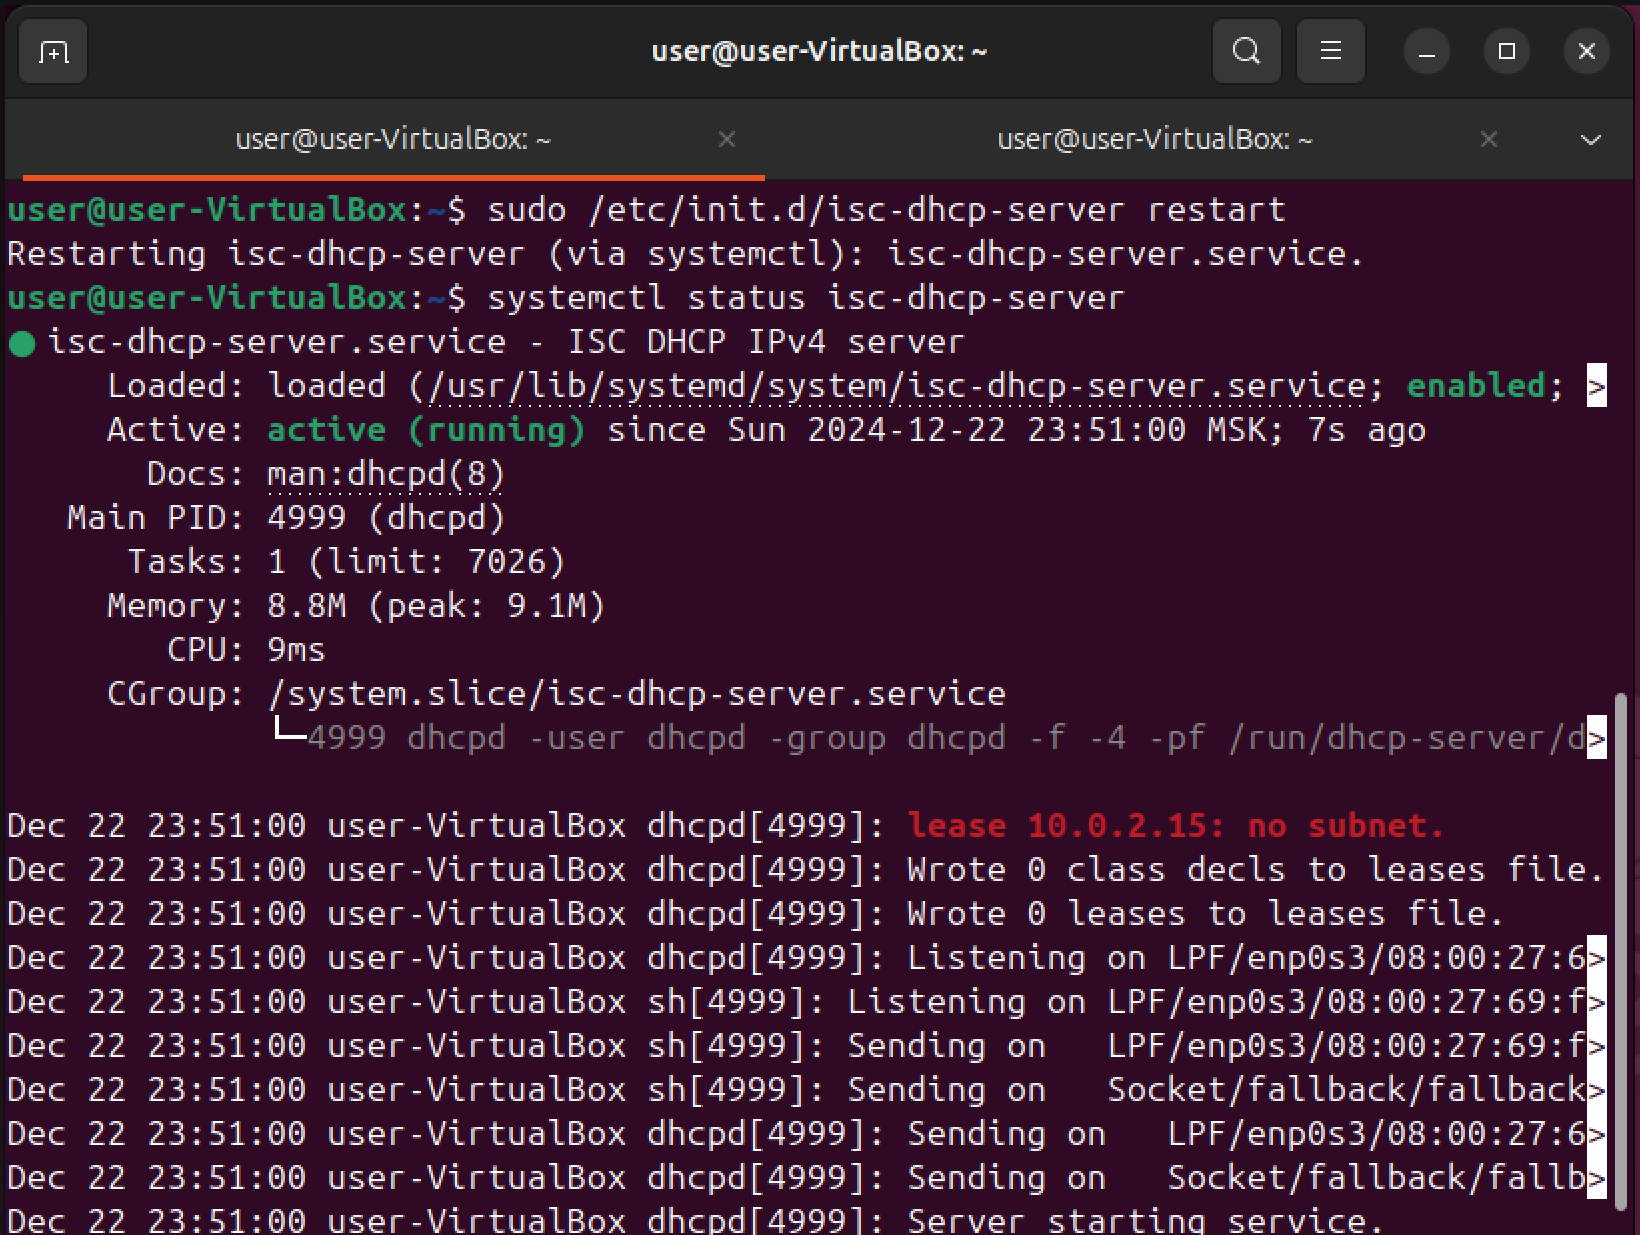 user@user-VirtualBox: ~
user@user-VirtualBox: ~ user@user-VirtualBox: ~
user@user-VirtualBox:~$ sudo /etc/init.d/isc-dhcp-server restart
Restarting isc-dhcp-server (via systemctl): isc-dhcp-server.service.
user@user-VirtualBox:~$ systemctl status isc-dhcp-server
● isc-dhcp-server.service - ISC DHCP IPv4 server
Loaded: loaded (/usr/lib/systemd/system/isc-dhcp-server.service; enabled; >
Active: active (running) since Sun 2024-12-22 23:51:00 MSK; 7s ago
Docs: man:dhcpd(8)
Main PID: 4999 (dhcpd)
Tasks: 1 (limit: 7026)
Memory: 8.8M (peak: 9.1M)
CPU: 9ms
CGroup: /system.slice/isc-dhcp-server.service
└─4999 dhcpd -user dhcpd -group dhcpd -f -4 -pf /run/dhcp-server/d>
Dec 22 23:51:00 user-VirtualBox dhcpd[4999]: lease 10.0.2.15: no subnet.
Dec 22 23:51:00 user-VirtualBox dhcpd[4999]: Wrote 0 class decls to leases file.
Dec 22 23:51:00 user-VirtualBox dhcpd[4999]: Wrote 0 leases to leases file.
Dec 22 23:51:00 user-VirtualBox dhcpd[4999]: Listening on LPF/enp0s3/08:00:27:6>
Dec 22 23:51:00 user-VirtualBox sh[4999]: Listening on LPF/enp0s3/08:00:27:69:f>
Dec 22 23:51:00 user-VirtualBox sh[4999]: Sending on   LPF/enp0s3/08:00:27:69:f>
Dec 22 23:51:00 user-VirtualBox sh[4999]: Sending on   Socket/fallback/fallback>
Dec 22 23:51:00 user-VirtualBox dhcpd[4999]: Sending on   LPF/enp0s3/08:00:27:6>
Dec 22 23:51:00 user-VirtualBox dhcpd[4999]: Sending on   Socket/fallback/fallb>
Dec 22 23:51:00 user-VirtualBox dhcpd[4999]: Server starting service.